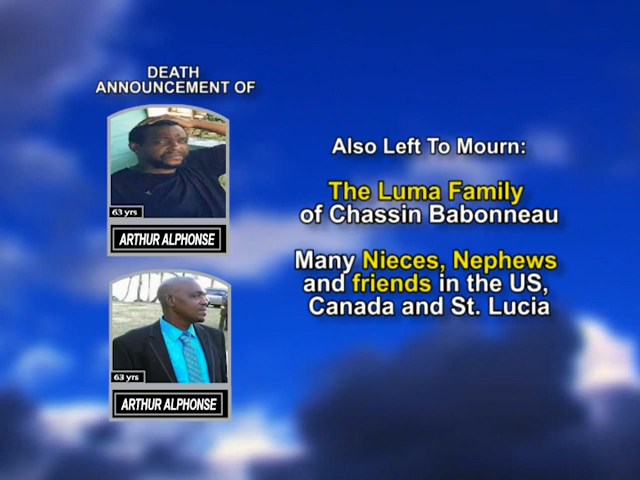 DEATH
ANNOUNCEMENT OF
63 yrs
ARTHUR ALPHONSE
63 yrs
ARTHUR ALPHONSE
Also Left To Mourn:
The Luma Family
of Chassin Babonneau
Many Nieces, Nephews
and friends in the US,
Canada and St. Lucia